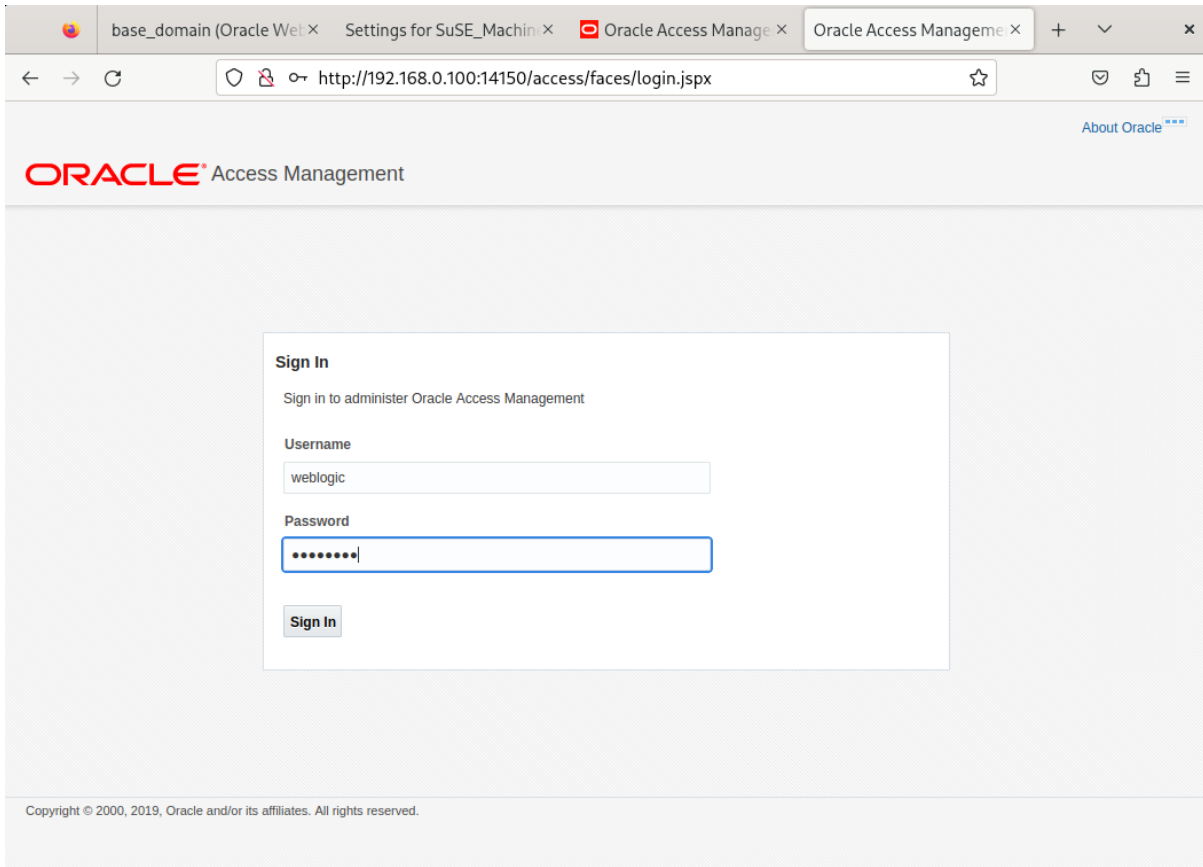 base_domain (Oracle Web
Settings for SuSE_Machin
Oracle Access Manage
Oracle Access Manageme
http://192.168.0.100:14150/access/faces/login.jspx
About Oracle
ORACLE® Access Management
Sign In
Sign in to administer Oracle Access Management
Username
weblogic
Password
••••••••
Sign In
Copyright © 2000, 2019, Oracle and/or its affiliates. All rights reserved.